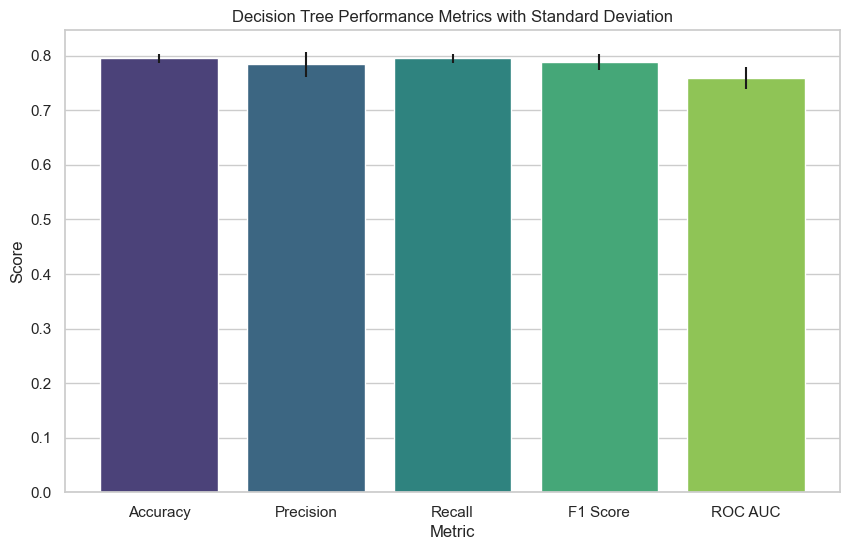 Decision Tree Performance Metrics with Standard Deviation
0.8
0.7
0.6
0.5
0.4
0.3
0.2
0.1
0.0
Score
Accuracy Precision Recall F1 Score ROC AUC
Metric